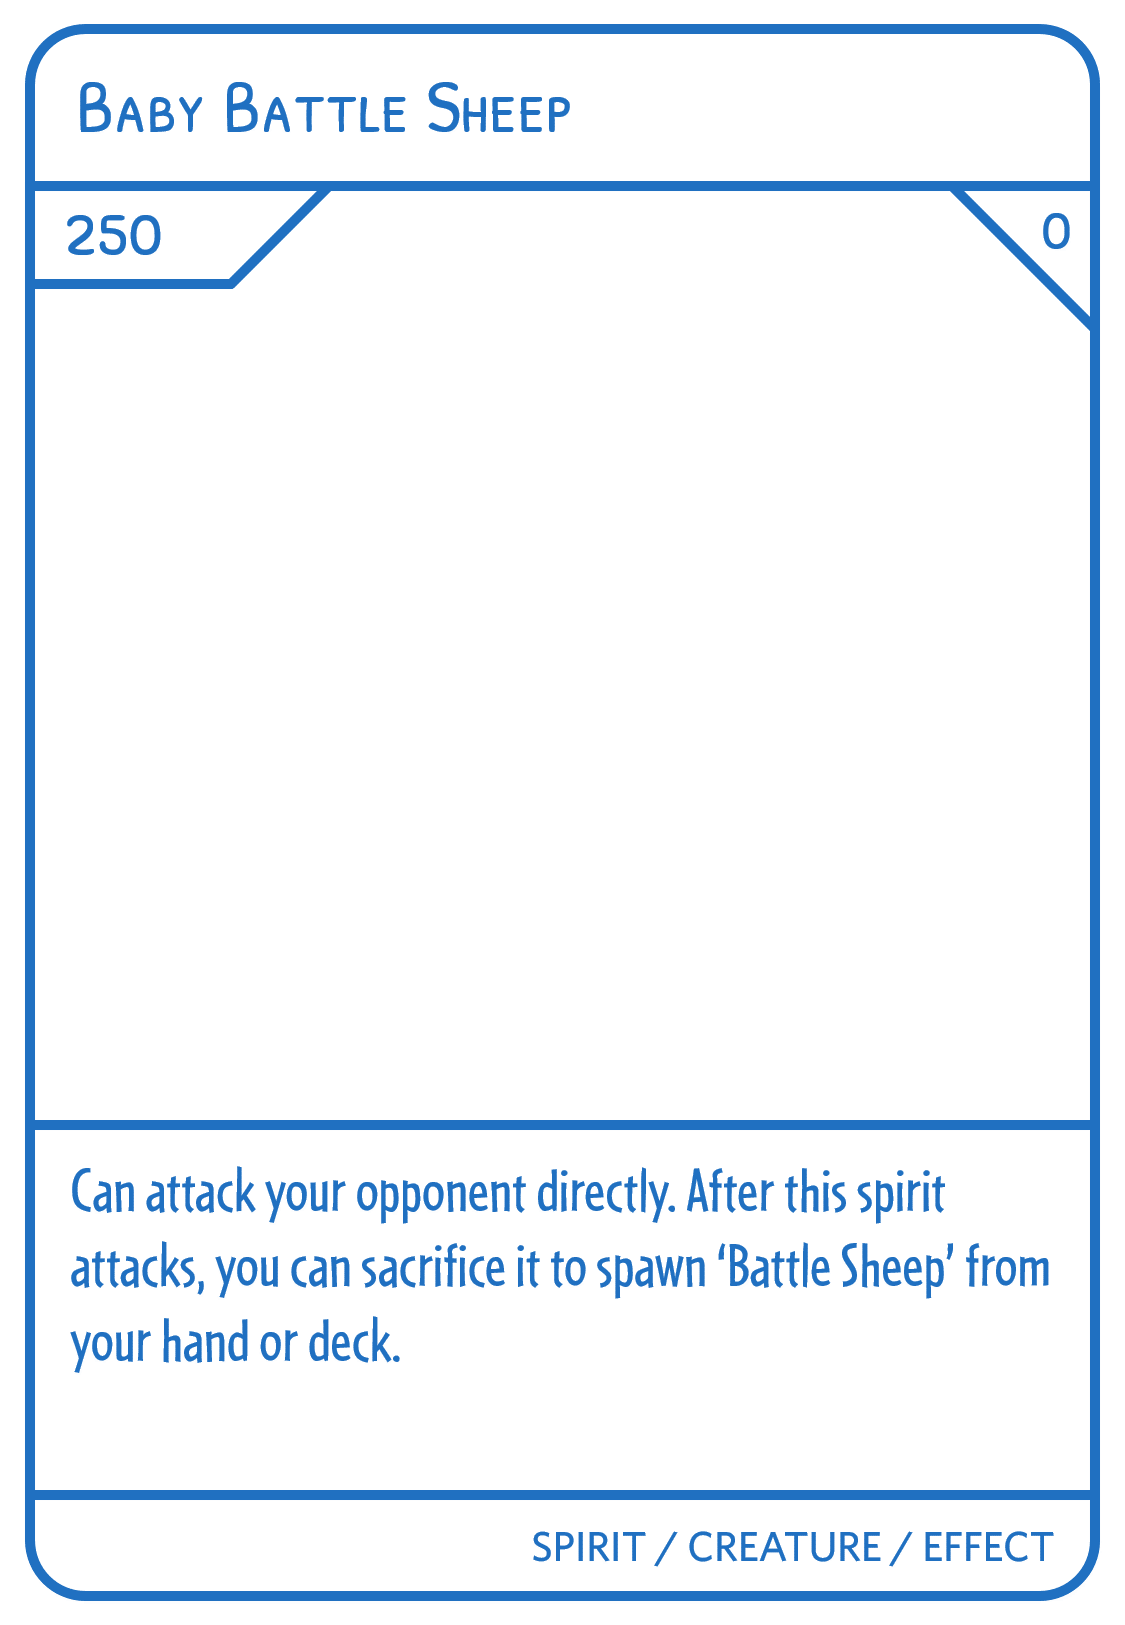 Baby Battle Sheep
250
0
Can attack your opponent directly. After this spirit
attacks, you can sacrifice it to spawn ‘Battle Sheep’ from
your hand or deck.
SPIRIT / CREATURE / EFFECT